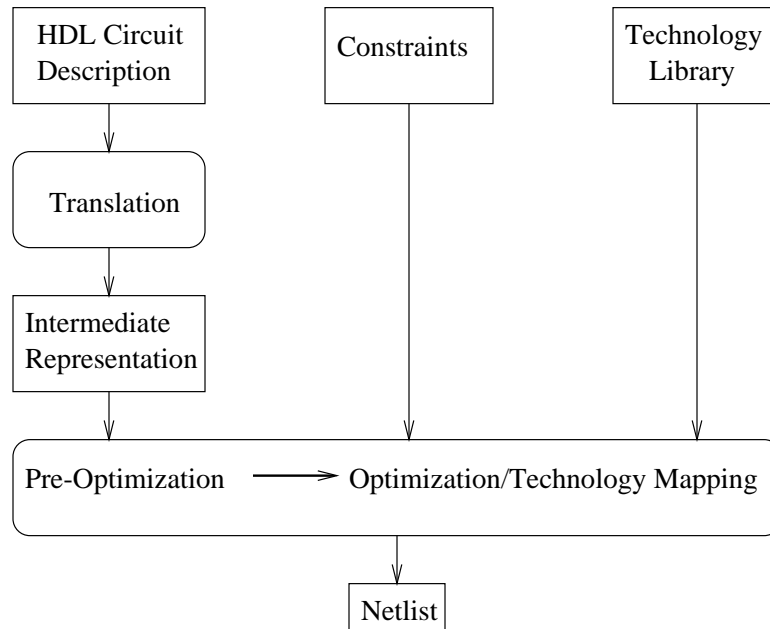 HDL Circuit
Description
Constraints
Technology
Library
Translation
Intermediate
Representation
Pre-Optimization
Optimization/Technology Mapping
Netlist